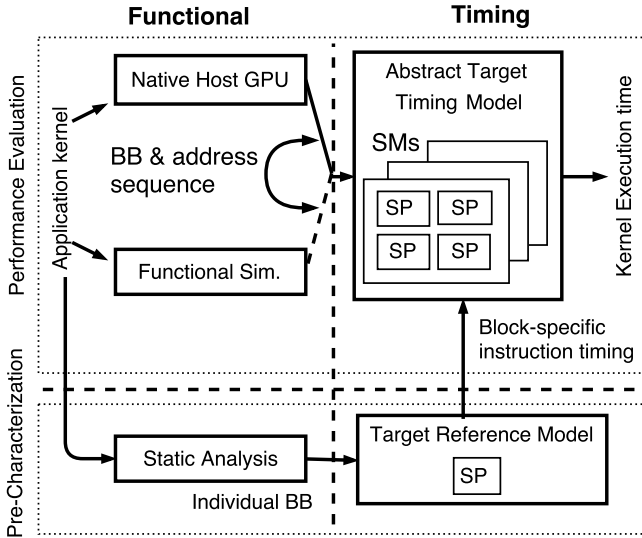 Functional
Timing
Performance Evaluation
Application kernel
Native Host GPU
BB & address
sequence
Functional Sim.
Abstract Target
Timing Model
SMs
SP
SP
SP
SP
Kernel Execution time
Block-specific
instruction timing
Pre-Characterization
Static Analysis
Individual BB
Target Reference Model
SP